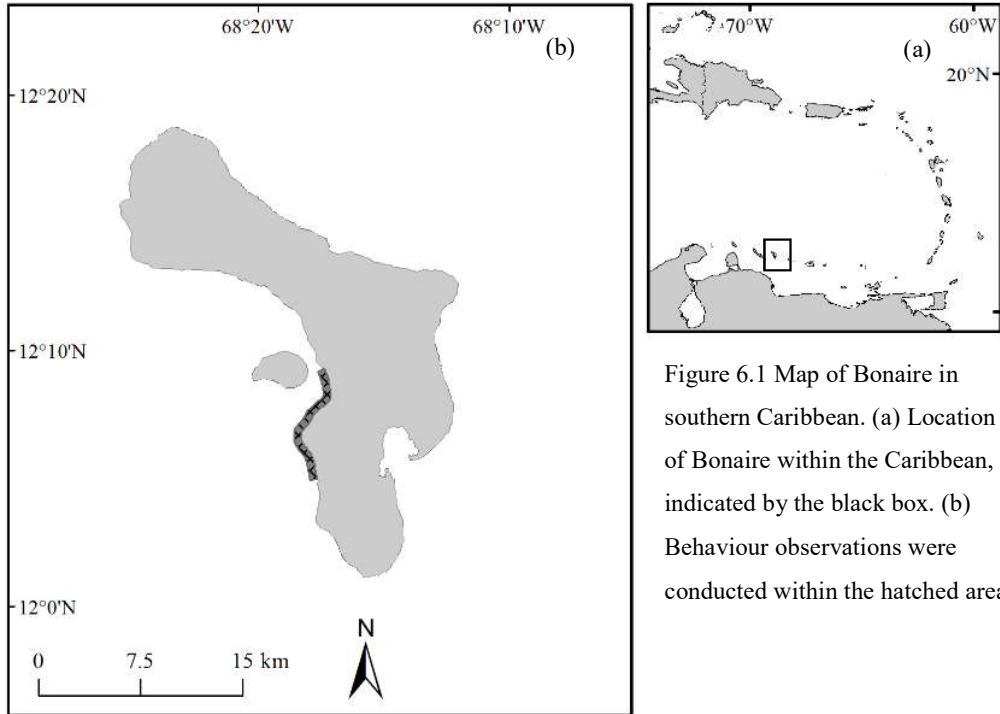 68°20'W 68°10'W
(b)
12°20'N
12°10'N
12°0'N
N
0 7.5 15 km
70°W 60°W
(a)
20°N
Figure 6.1 Map of Bonaire in
southern Caribbean. (a) Location
of Bonaire within the Caribbean,
indicated by the black box. (b)
Behaviour observations were
conducted within the hatched area